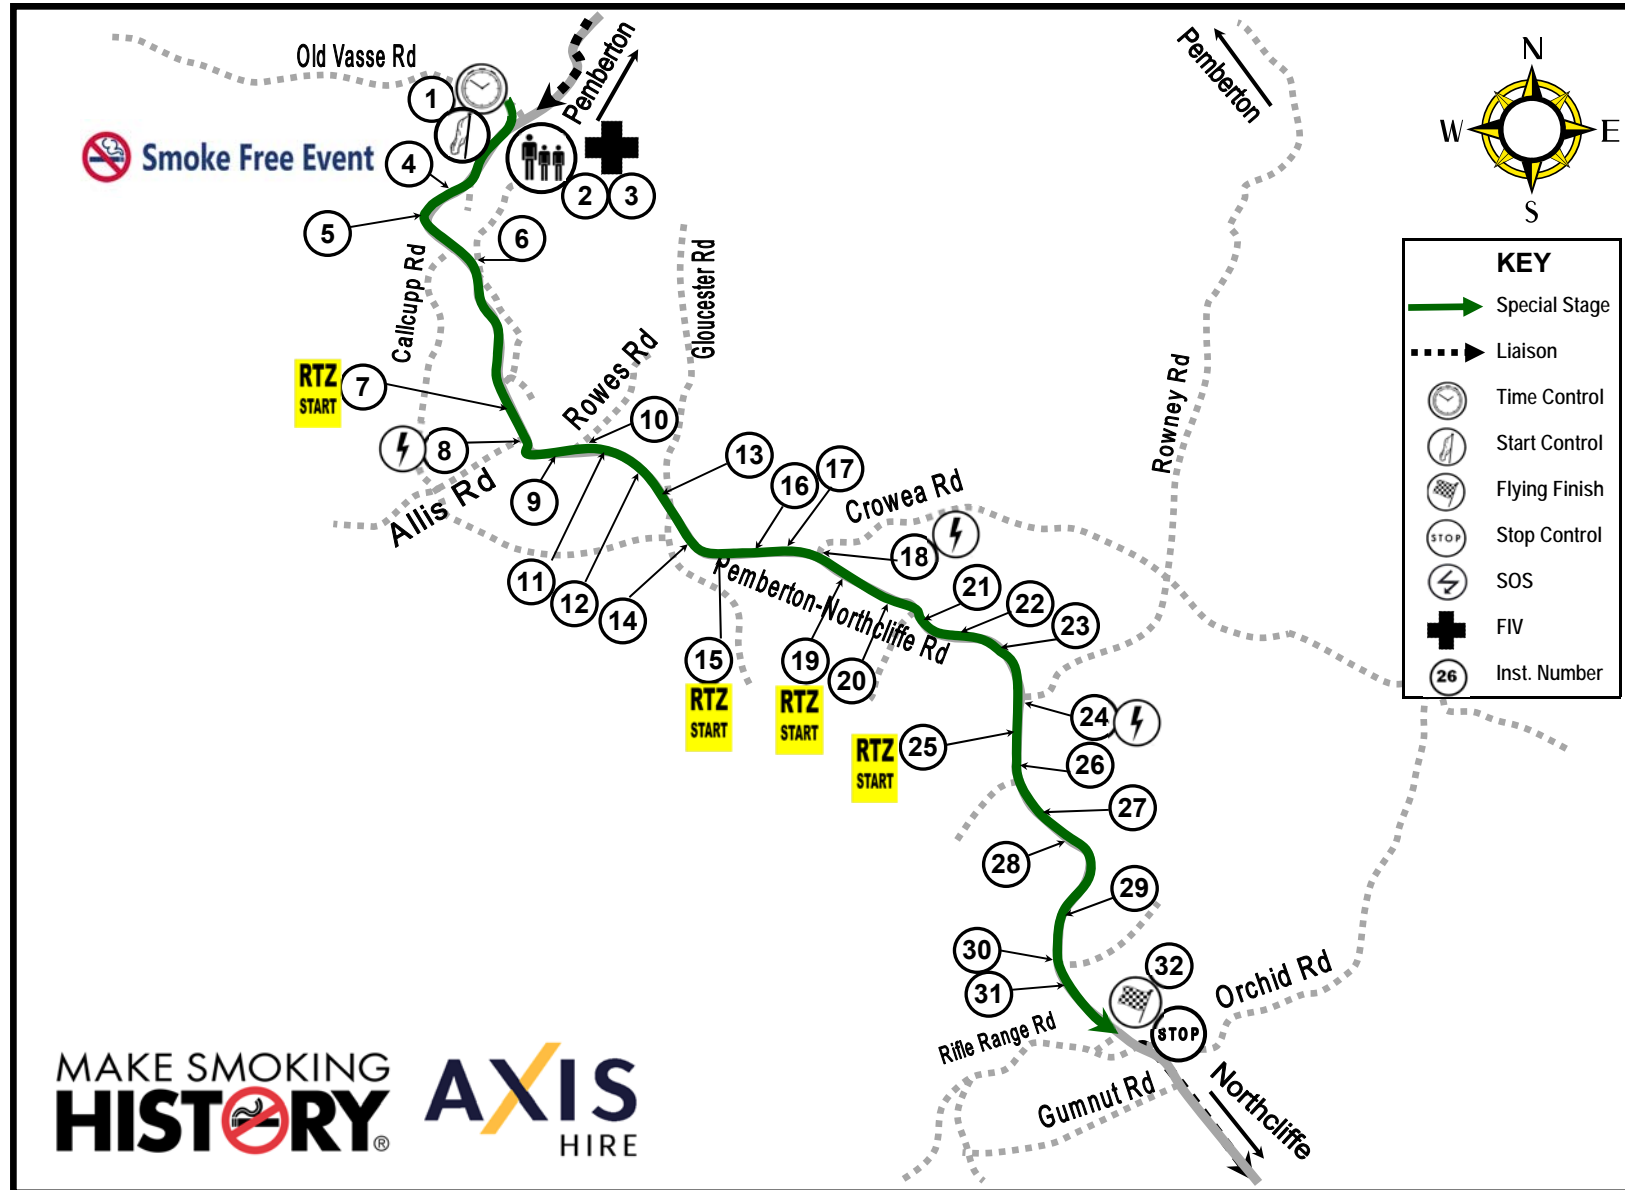 Old Vasse Rd
Pemberton
Pemberton
N
W
E
S
1
Smoke Free Event
4
2
3
5
6
Callcupp Rd
Gloucester Rd
KEY
Special Stage
Liaison
Time Control
Start Control
Flying Finish
STOP
Stop Control
SOS
FIV
26
Inst. Number
RTZ
START
7
Rowes Rd
Rowney Rd
8
10
Allis Rd
9
13
16
17
Crowea Rd
11
12
14
18
Pemberton-Northcliffe Rd
21
22
23
15
RTZ
START
19
RTZ
START
20
24
RTZ
START
25
26
27
28
29
30
31
32
STOP
Orchid Rd
Rifle Range Rd
Gumnut Rd
Northcliffe
MAKE SMOKING
HISTORY®
AXIS
HIRE